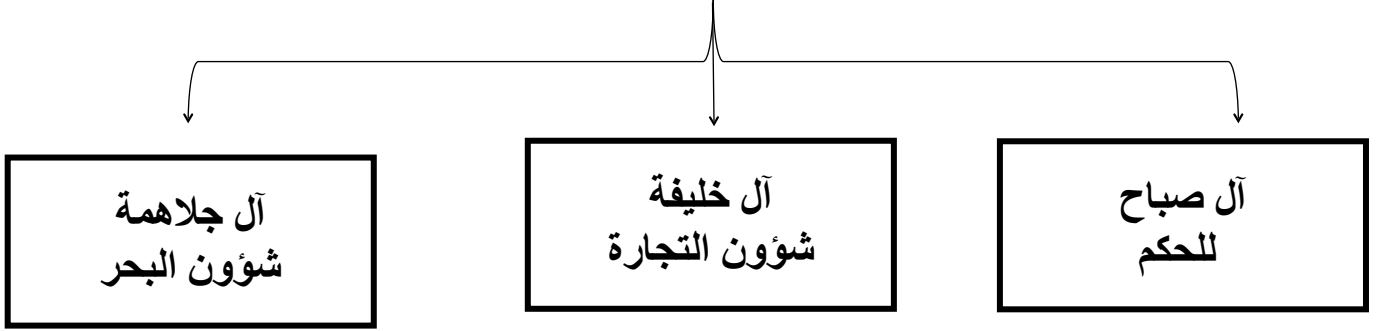 آل صباح
للحكم
آل خليفة
شؤون التجارة
آل جلاهمة
شؤون البحر